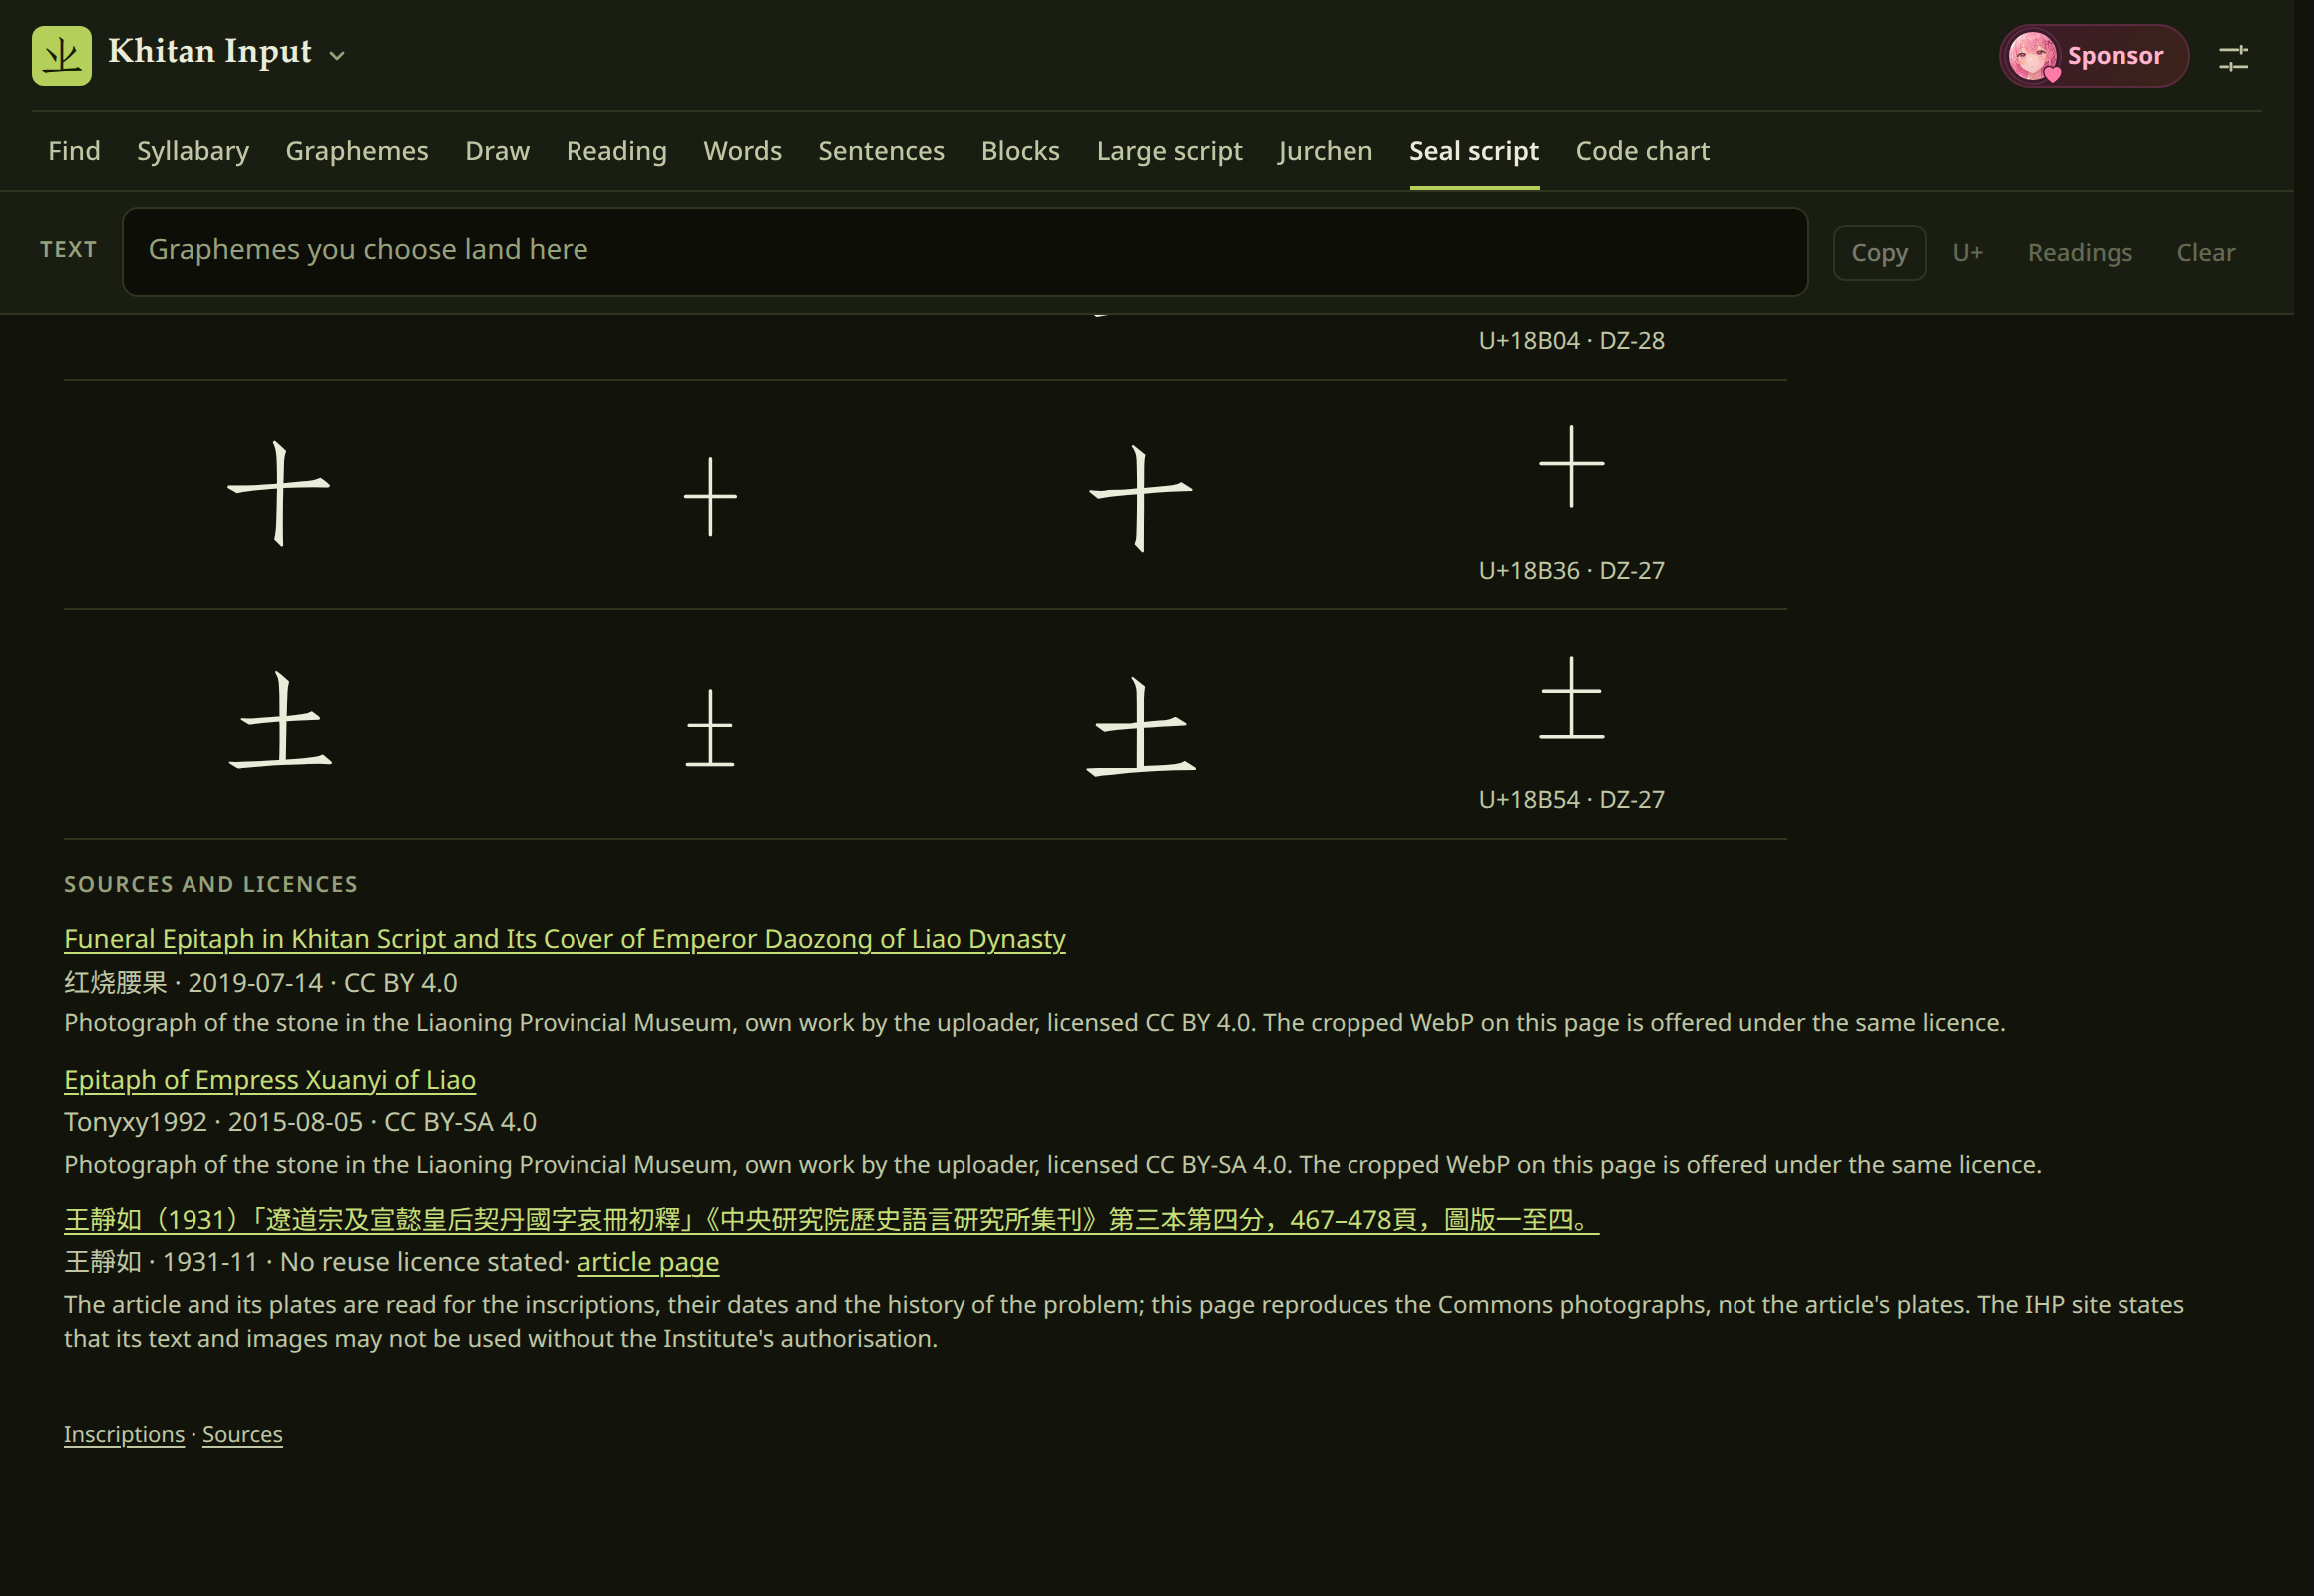 Khitan Input
Sponsor
Find Syllabary Graphemes Draw Reading Words Sentences Blocks Large script Jurchen Seal script Code chart
TEXT Graphemes you choose land here Copy U+ Readings Clear
U+18B04 · DZ-28
U+18B36 · DZ-27
U+18B54 · DZ-27
SOURCES AND LICENCES
Funeral Epitaph in Khitan Script and Its Cover of Emperor Daozong of Liao Dynasty
红烧腰果 · 2019-07-14 · CC BY 4.0
Photograph of the stone in the Liaoning Provincial Museum, own work by the uploader, licensed CC BY 4.0. The cropped WebP on this page is offered under the same licence.
Epitaph of Empress Xuanyi of Liao
Tonyxy1992 · 2015-08-05 · CC BY-SA 4.0
Photograph of the stone in the Liaoning Provincial Museum, own work by the uploader, licensed CC BY-SA 4.0. The cropped WebP on this page is offered under the same licence.
王靜如（1931）「遼道宗及宣懿皇后契丹國字哀冊初釋」《中央研究院歷史語言研究所集刊》第三本第四分，467–478頁，圖版一至四。
王靜如 · 1931-11 · No reuse licence stated· article page
The article and its plates are read for the inscriptions, their dates and the history of the problem; this page reproduces the Commons photographs, not the article's plates. The IHP site states
that its text and images may not be used without the Institute's authorisation.
Inscriptions · Sources